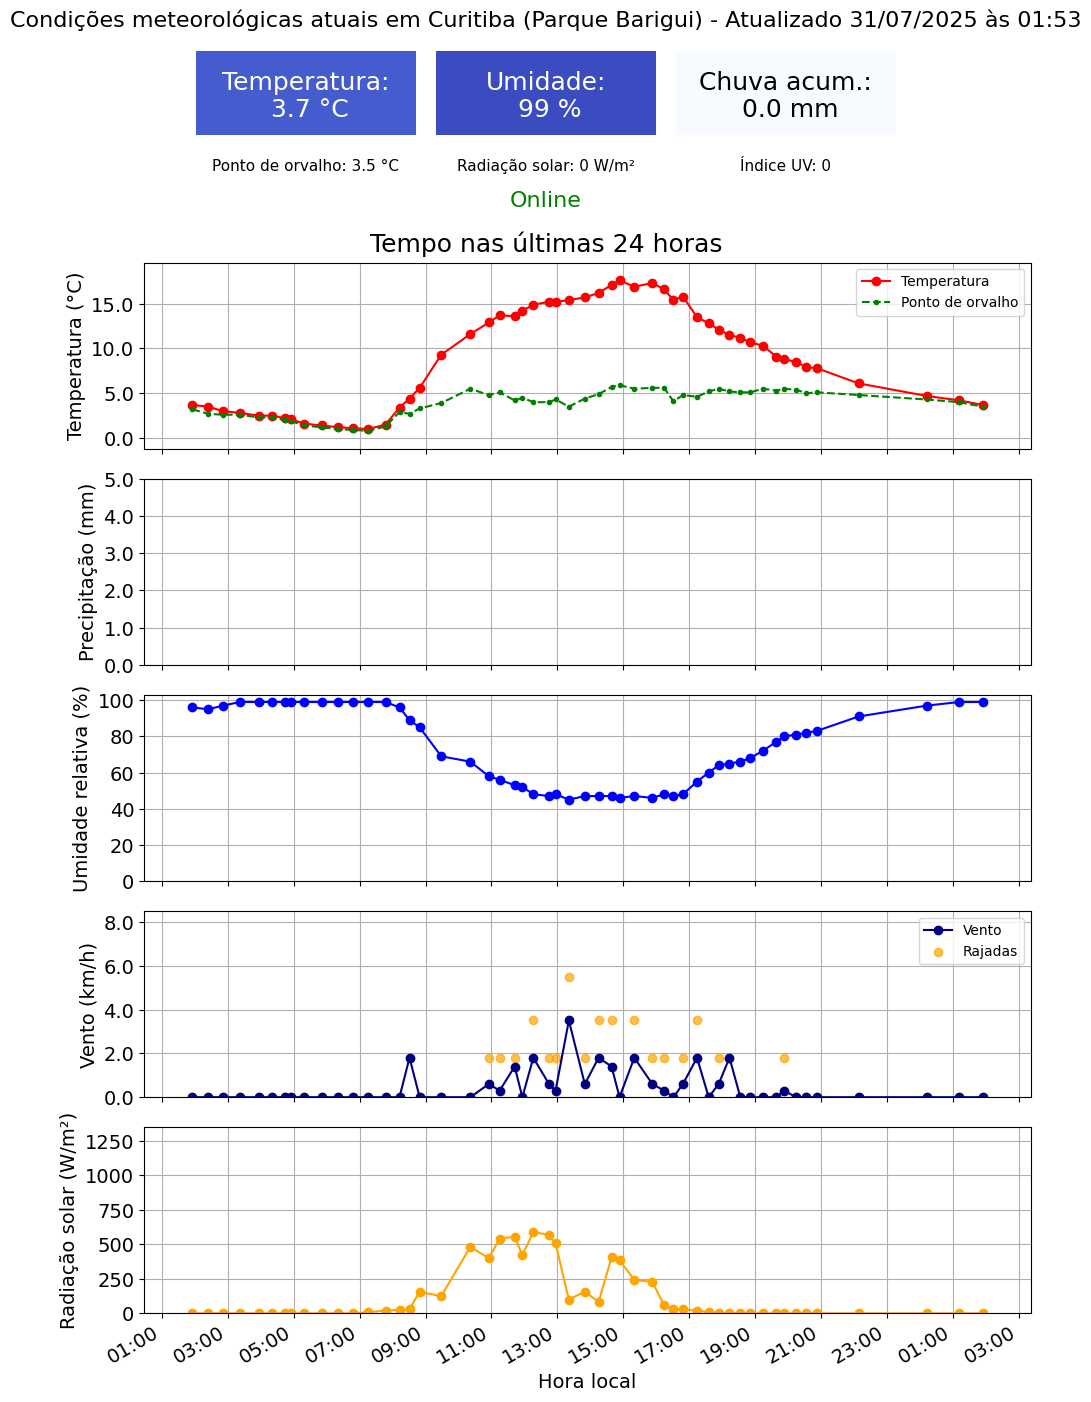 Condições meteorológicas atuais em Curitiba (Parque Barigui) - Atualizado 31/07/2025 às 01:53
Temperatura:
3.7 °C
Umidade:
99 %
Chuva acum.:
0.0 mm
Ponto de orvalho: 3.5 °C
Radiação solar: 0 W/m²
Índice UV: 0
Online
Tempo nas últimas 24 horas
Temperatura (°C)
15.0
10.0
5.0
0.0
Temperatura
Ponto de orvalho
Precipitação (mm)
5.0
4.0
3.0
2.0
1.0
0.0
Umidade relativa (%)
100
80
60
40
20
0
Vento (km/h)
8.0
6.0
4.0
2.0
0.0
Vento
Rajadas
Radiação solar (W/m²)
1250
1000
750
500
250
0
01:00
03:00
05:00
07:00
09:00
11:00
13:00
15:00
17:00
19:00
21:00
23:00
01:00
03:00
Hora local